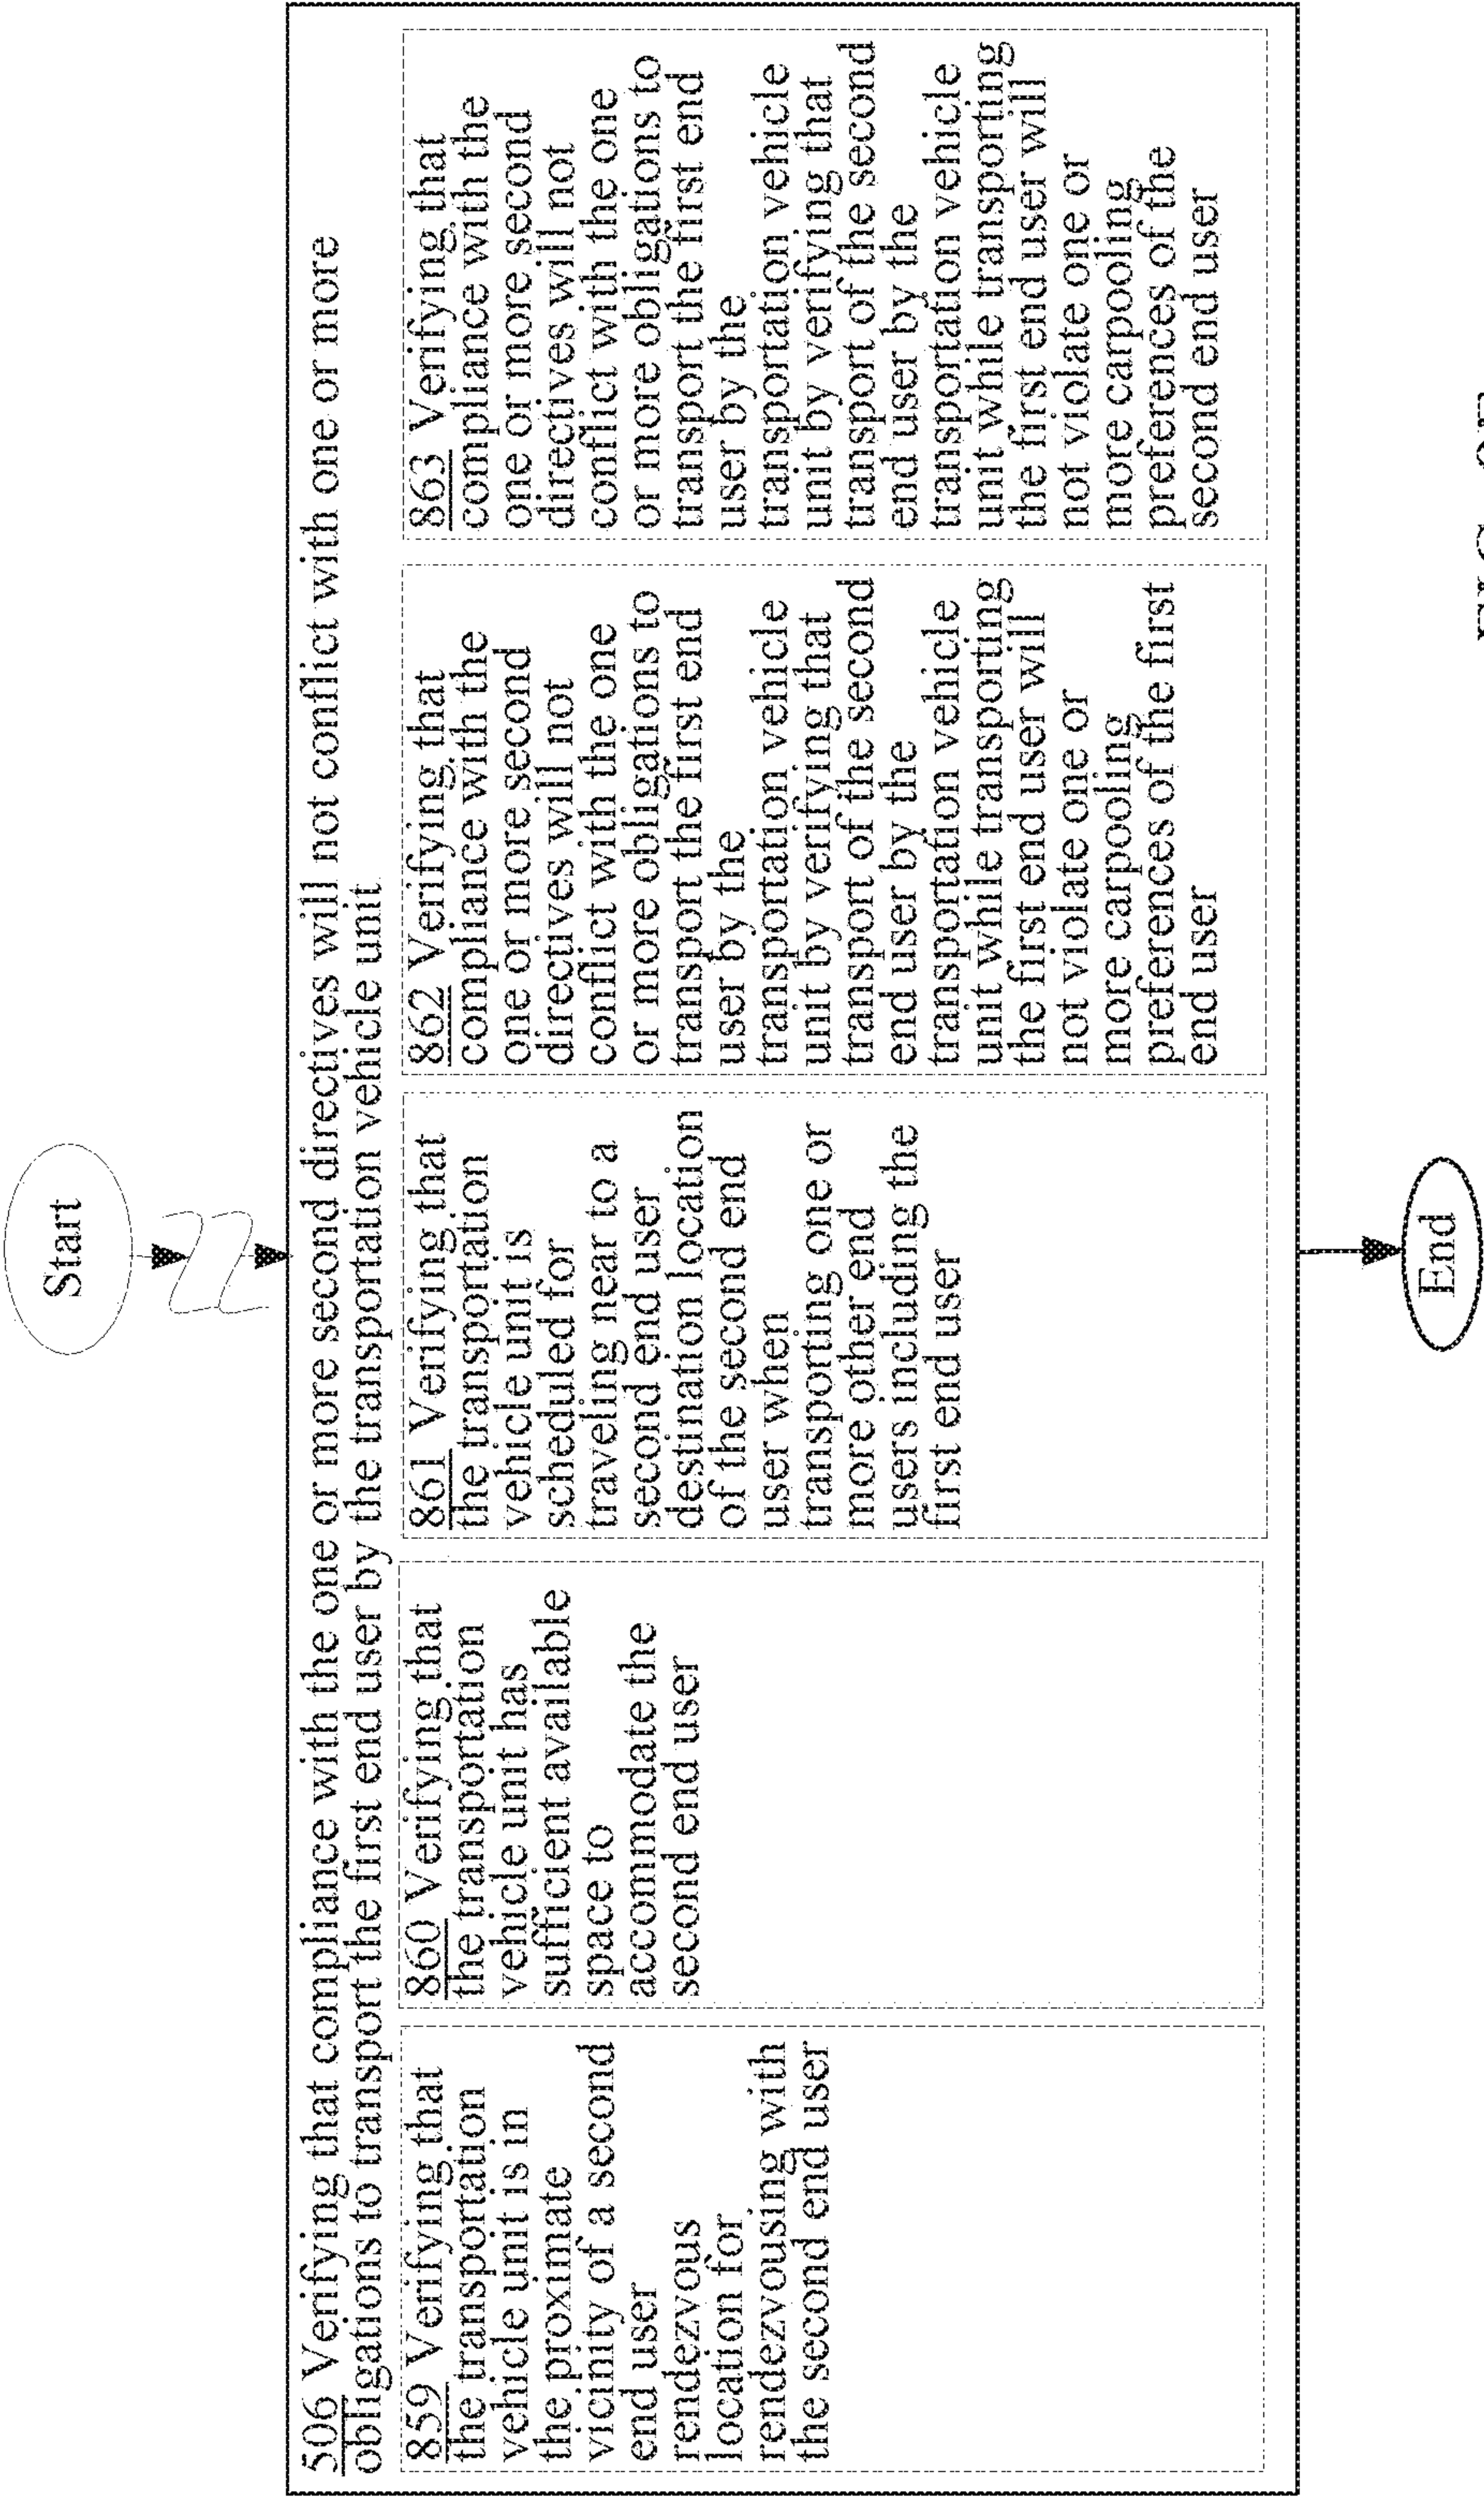 Start
506 Verifying that compliance with the one or more second directives will not conflict with one or more
obligations to transport the first end user by the transportation vehicle unit
859 Verifying that
the transportation
vehicle unit is in
the proximate
vicinity of a second
end user
rendezvous
location for
rendezvousing with
the second end user
860 Verifying that
the transportation
vehicle unit has
sufficient available
space to
accommodate the
second end user
861 Verifying that
the transportation
vehicle unit is
scheduled for
traveling near to a
second end user
destination location
of the second end
user when
transporting one or
more other end
users including the
first end user
862 Verifying that
compliance with the
one or more second
directives will not
conflict with the one
or more obligations to
transport the first end
user by the
transportation vehicle
unit by verifying that
transport of the second
end user by the
transportation vehicle
unit while transporting
the first end user will
not violate one or
more carpooling
preferences of the first
end user
863 Verifying that
compliance with the
one or more second
directives will not
conflict with the one
or more obligations to
transport the first end
user by the
transportation vehicle
unit by verifying that
transport of the second
end user by the
transportation vehicle
unit while transporting
the first end user will
not violate one or
more carpooling
preferences of the
second end user
End